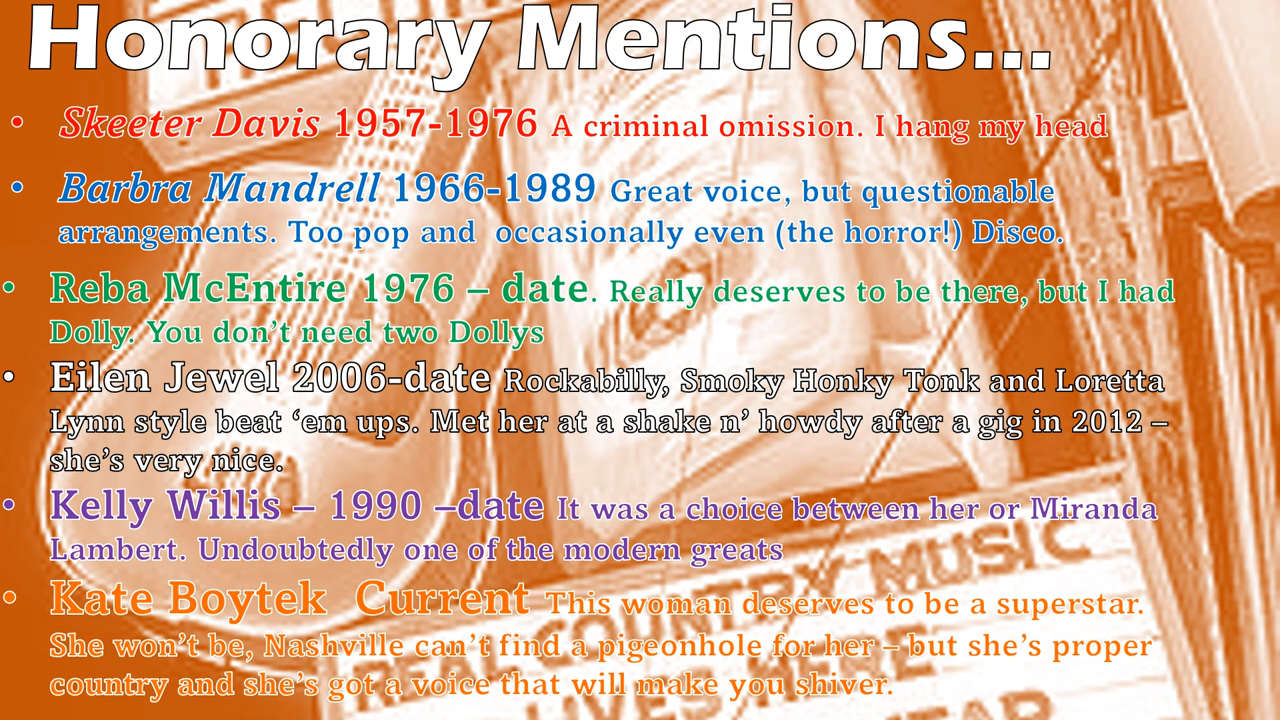 Honorary Mentions...
• Skeeter Davis 1957-1976 A criminal omission. I hang my head
• Barbra Mandrell 1966-1989 Great voice, but questionable
arrangements. Too pop and  occasionally even (the horror!) Disco.
• Reba McEntire 1976 – date. Really deserves to be there, but I had
Dolly. You don’t need two Dollys
• Eilen Jewel 2006-date Rockabilly, Smoky Honky Tonk and Loretta
Lynn style beat ‘em ups. Met her at a shake n’ howdy after a gig in 2012 –
she’s very nice.
• Kelly Willis – 1990 –date It was a choice between her or Miranda
Lambert. Undoubtedly one of the modern greats
• Kate Boytek  Current This woman deserves to be a superstar.
She won’t be, Nashville can’t find a pigeonhole for her – but she’s proper
country and she’s got a voice that will make you shiver.
COUNTRY MUSIC
LIVES HERE